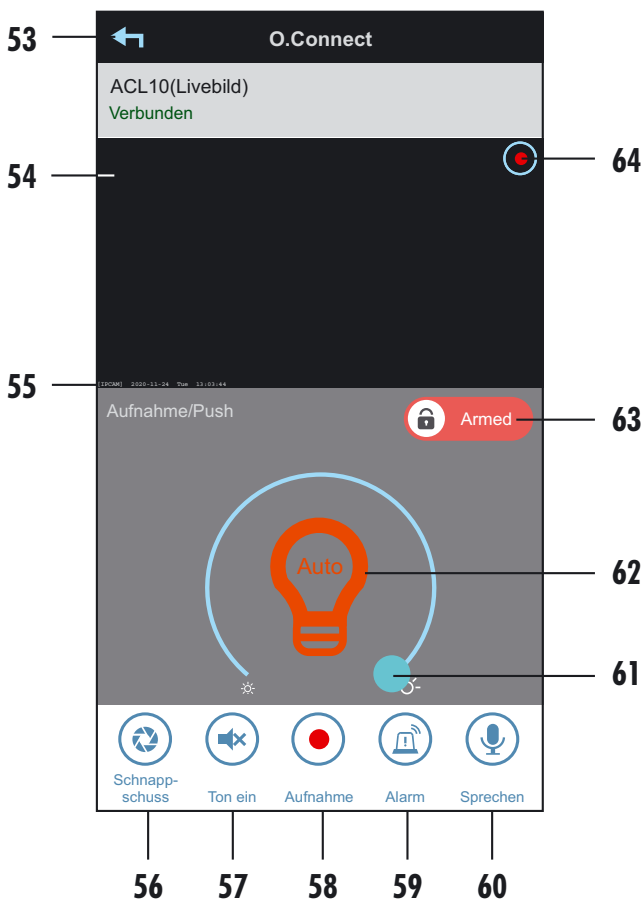 53
O.Connect
ACL10(Livebild)
Verbunden
64
54
55
[IPCAM] 2020-11-24 Tue 13:03:44
Aufnahme/Push
Armed
63
Auto
62
61
Schnapp-
schuss
Ton ein
Aufnahme
Alarm
Sprechen
56
57
58
59
60